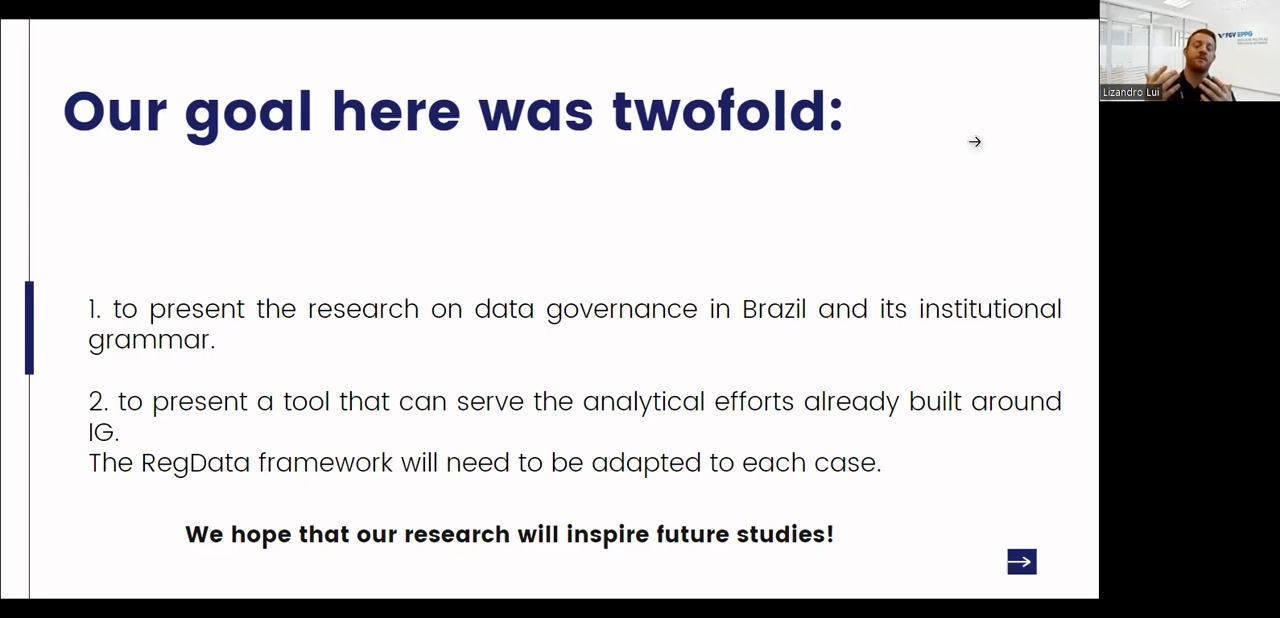 Our goal here was twofold:
1. to present the research on data governance in Brazil and its institutional
grammar.
2. to present a tool that can serve the analytical efforts already built around
IG.
The RegData framework will need to be adapted to each case.
We hope that our research will inspire future studies!
FGV EPPG
Lizandro Lui